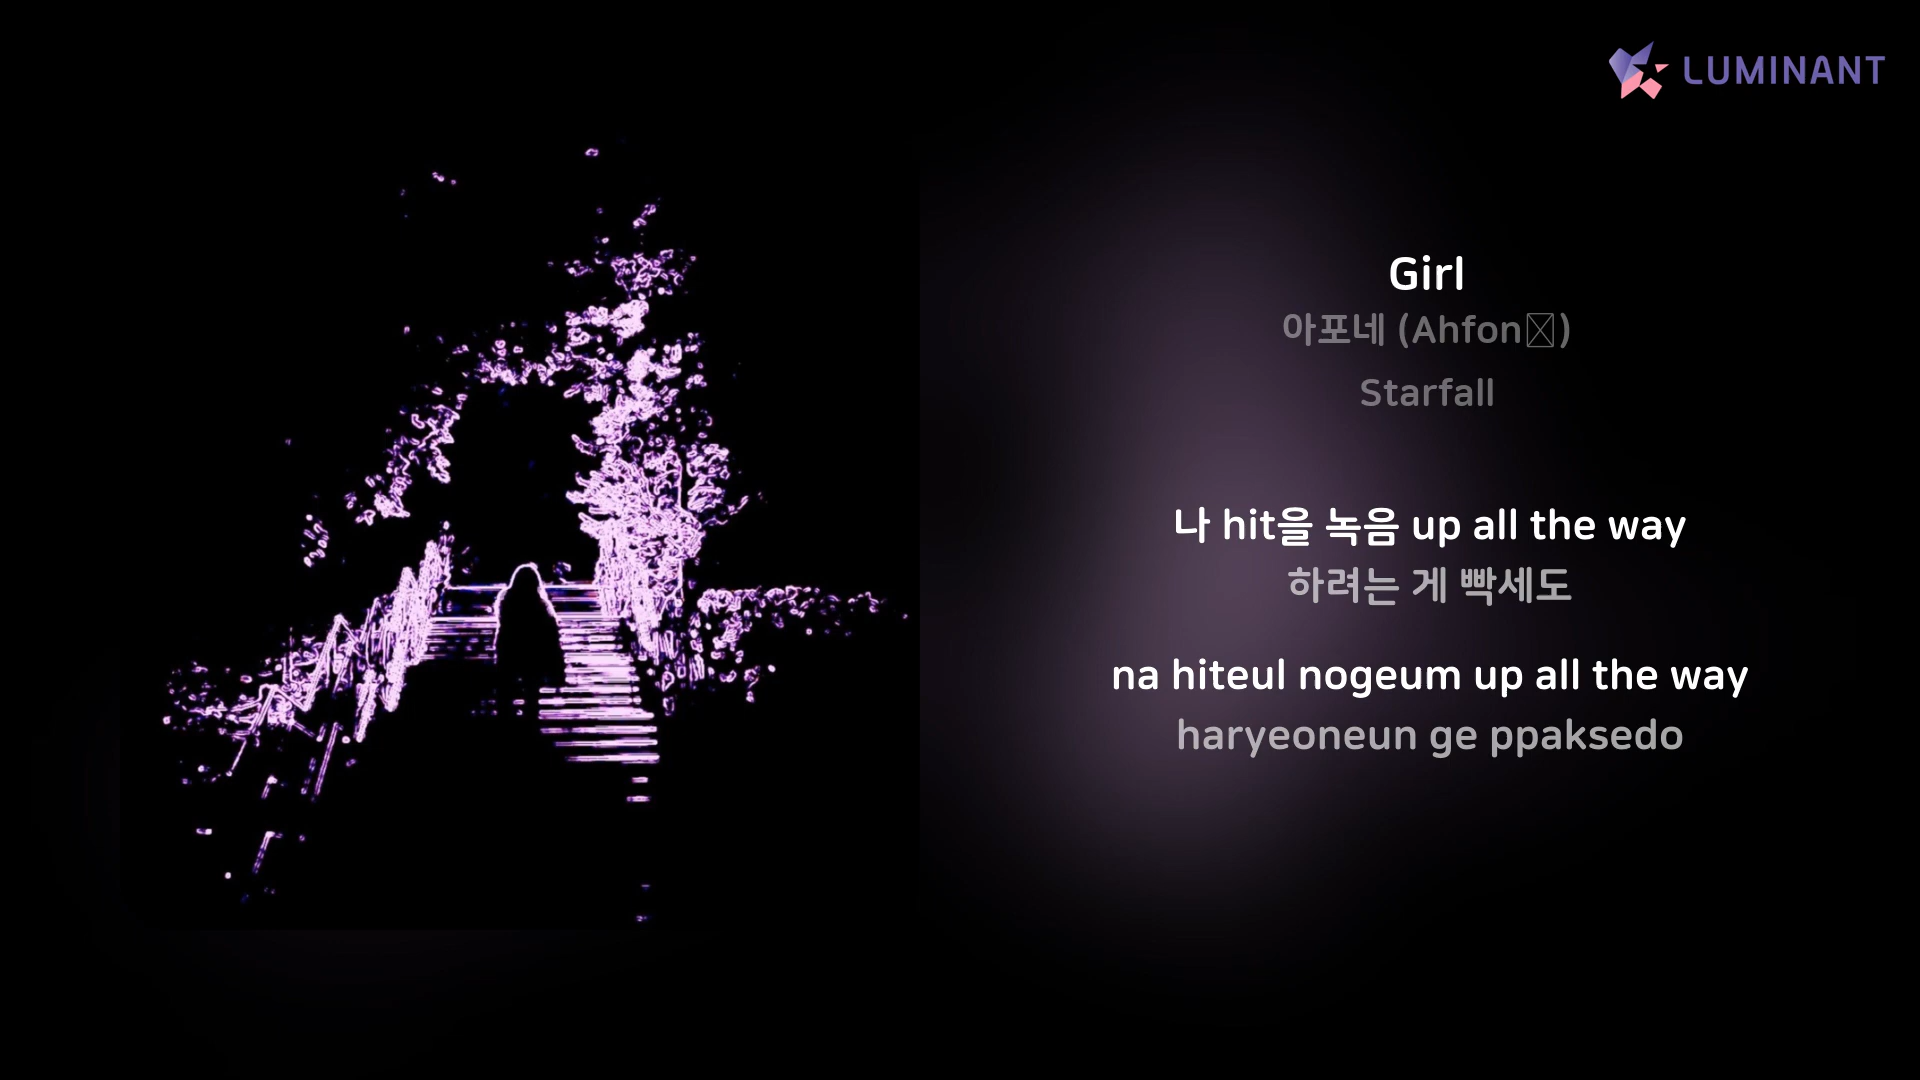 LUMINANT
Girl
아포네 (Ahfon☒)
Starfall
나 hit을 녹음 up all the way
하려는 게 빡세도
na hiteul nogeum up all the way
haryeoneun ge ppaksedo